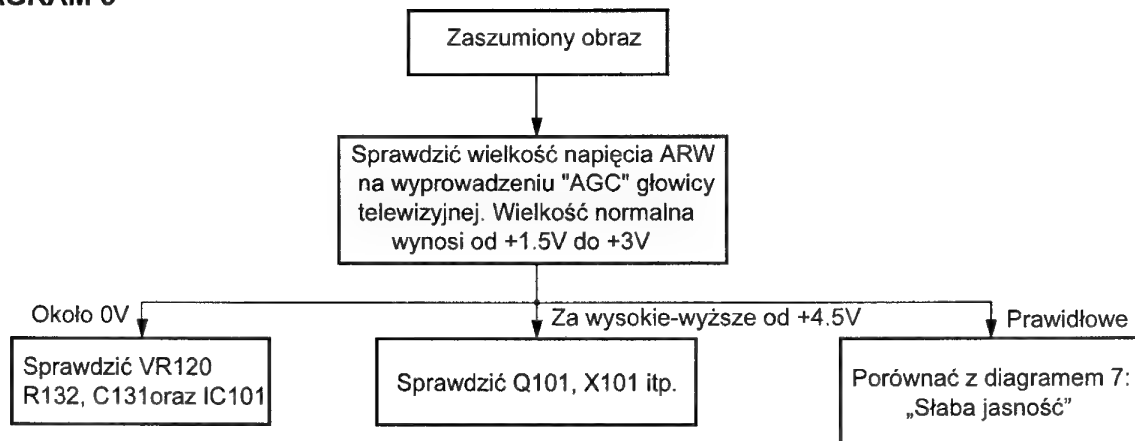 Zaszumiony obraz
Sprawdzić wielkość napięcia ARW
na wyprowadzeniu "AGC" głowicy
telewizyjnej. Wielkość normalna
wynosi od +1.5V do +3V
Około 0V
Za wysokie-wyższe od +4.5V
Prawidłowe
Sprawdzić VR120
R132, C131oraz IC101
Sprawdzić Q101, X101 itp.
Porównać z diagramem 7:
„Słaba jasność”